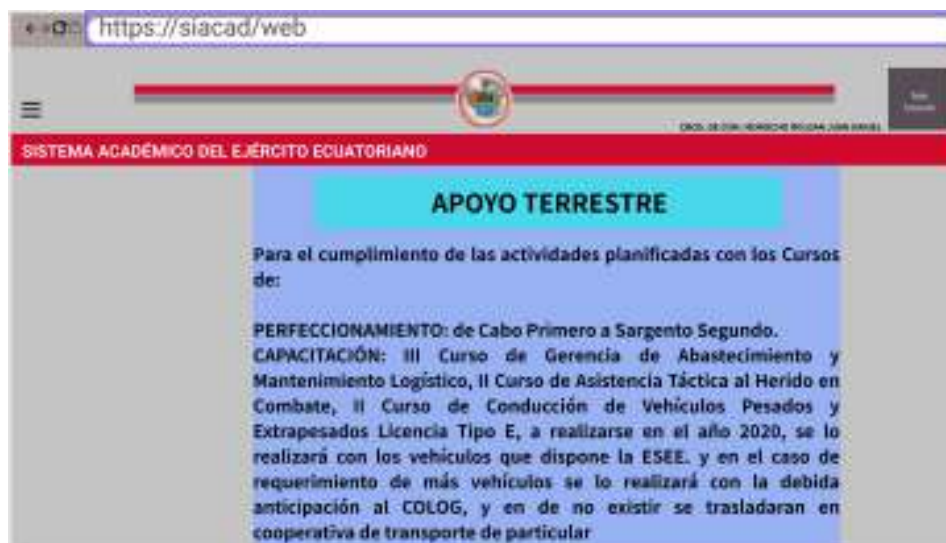 https://siacad/web
SISTEMA ACADÉMICO DEL EJÉRCITO ECUATORIANO
APOYO TERRESTRE
Para el cumplimiento de las actividades planificadas con los Cursos
de:
PERFECCIONAMIENTO: de Cabo Primero a Sargento Segundo.
CAPACITACIÓN: III Curso de Gerencia de Abastecimiento y
Mantenimiento Logístico, II Curso de Asistencia Táctica al Herido en
Combate, II Curso de Conducción de Vehículos Pesados y
Extrapesados Licencia Tipo E, a realizarse en el año 2020, se lo
realizará con los vehículos que dispone la ESEE. y en el caso de
requerimiento de más vehículos se lo realizará con la debida
anticipación al COLOG, y en de no existir se trasladaran en
cooperativa de transporte de particular